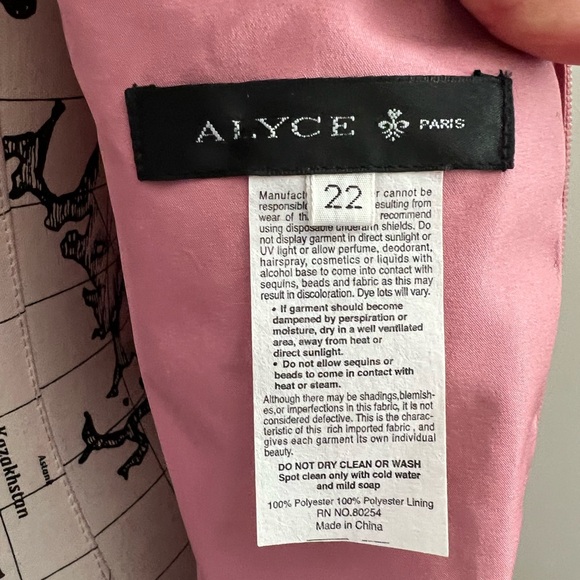 ALYCE PARIS
22
Manufact r cannot be
responsibl esulting from
wear of th recommend
using disposable underarm shields. Do
not display garment in direct sunlight or
UV light or allow perfume, deodorant,
hairspray, cosmetics or liquids with
alcohol base to come into contact with
sequins, beads and fabric as this may
result in discoloration. Dye lots will vary.
• If garment should become
dampened by perspiration or
moisture, dry in a well ventilated
area, away from heat or
direct sunlight.
• Do not allow sequins or
beads to come in contact with
heat or steam.
Although there may be shadings,blemish-
es,or imperfections in this fabric, it is not
considered defective. This is the charac-
teristic of this rich imported fabric , and
gives each garment its own individual
beauty.
DO NOT DRY CLEAN OR WASH
Spot clean only with cold water
and mild soap
100% Polyester 100% Polyester Lining
RN NO.80254
Made in China
Kazakhstan
Astana